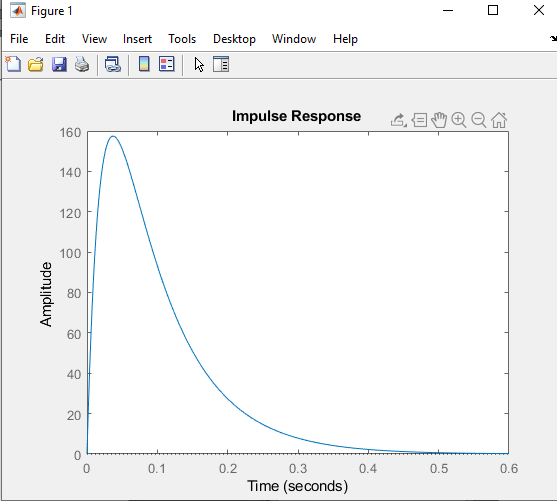 Figure 1
File Edit View Insert Tools Desktop Window Help
Impulse Response
160
140
120
100
80
60
40
20
0
Amplitude
0 0.1 0.2 0.3 0.4 0.5 0.6
Time (seconds)